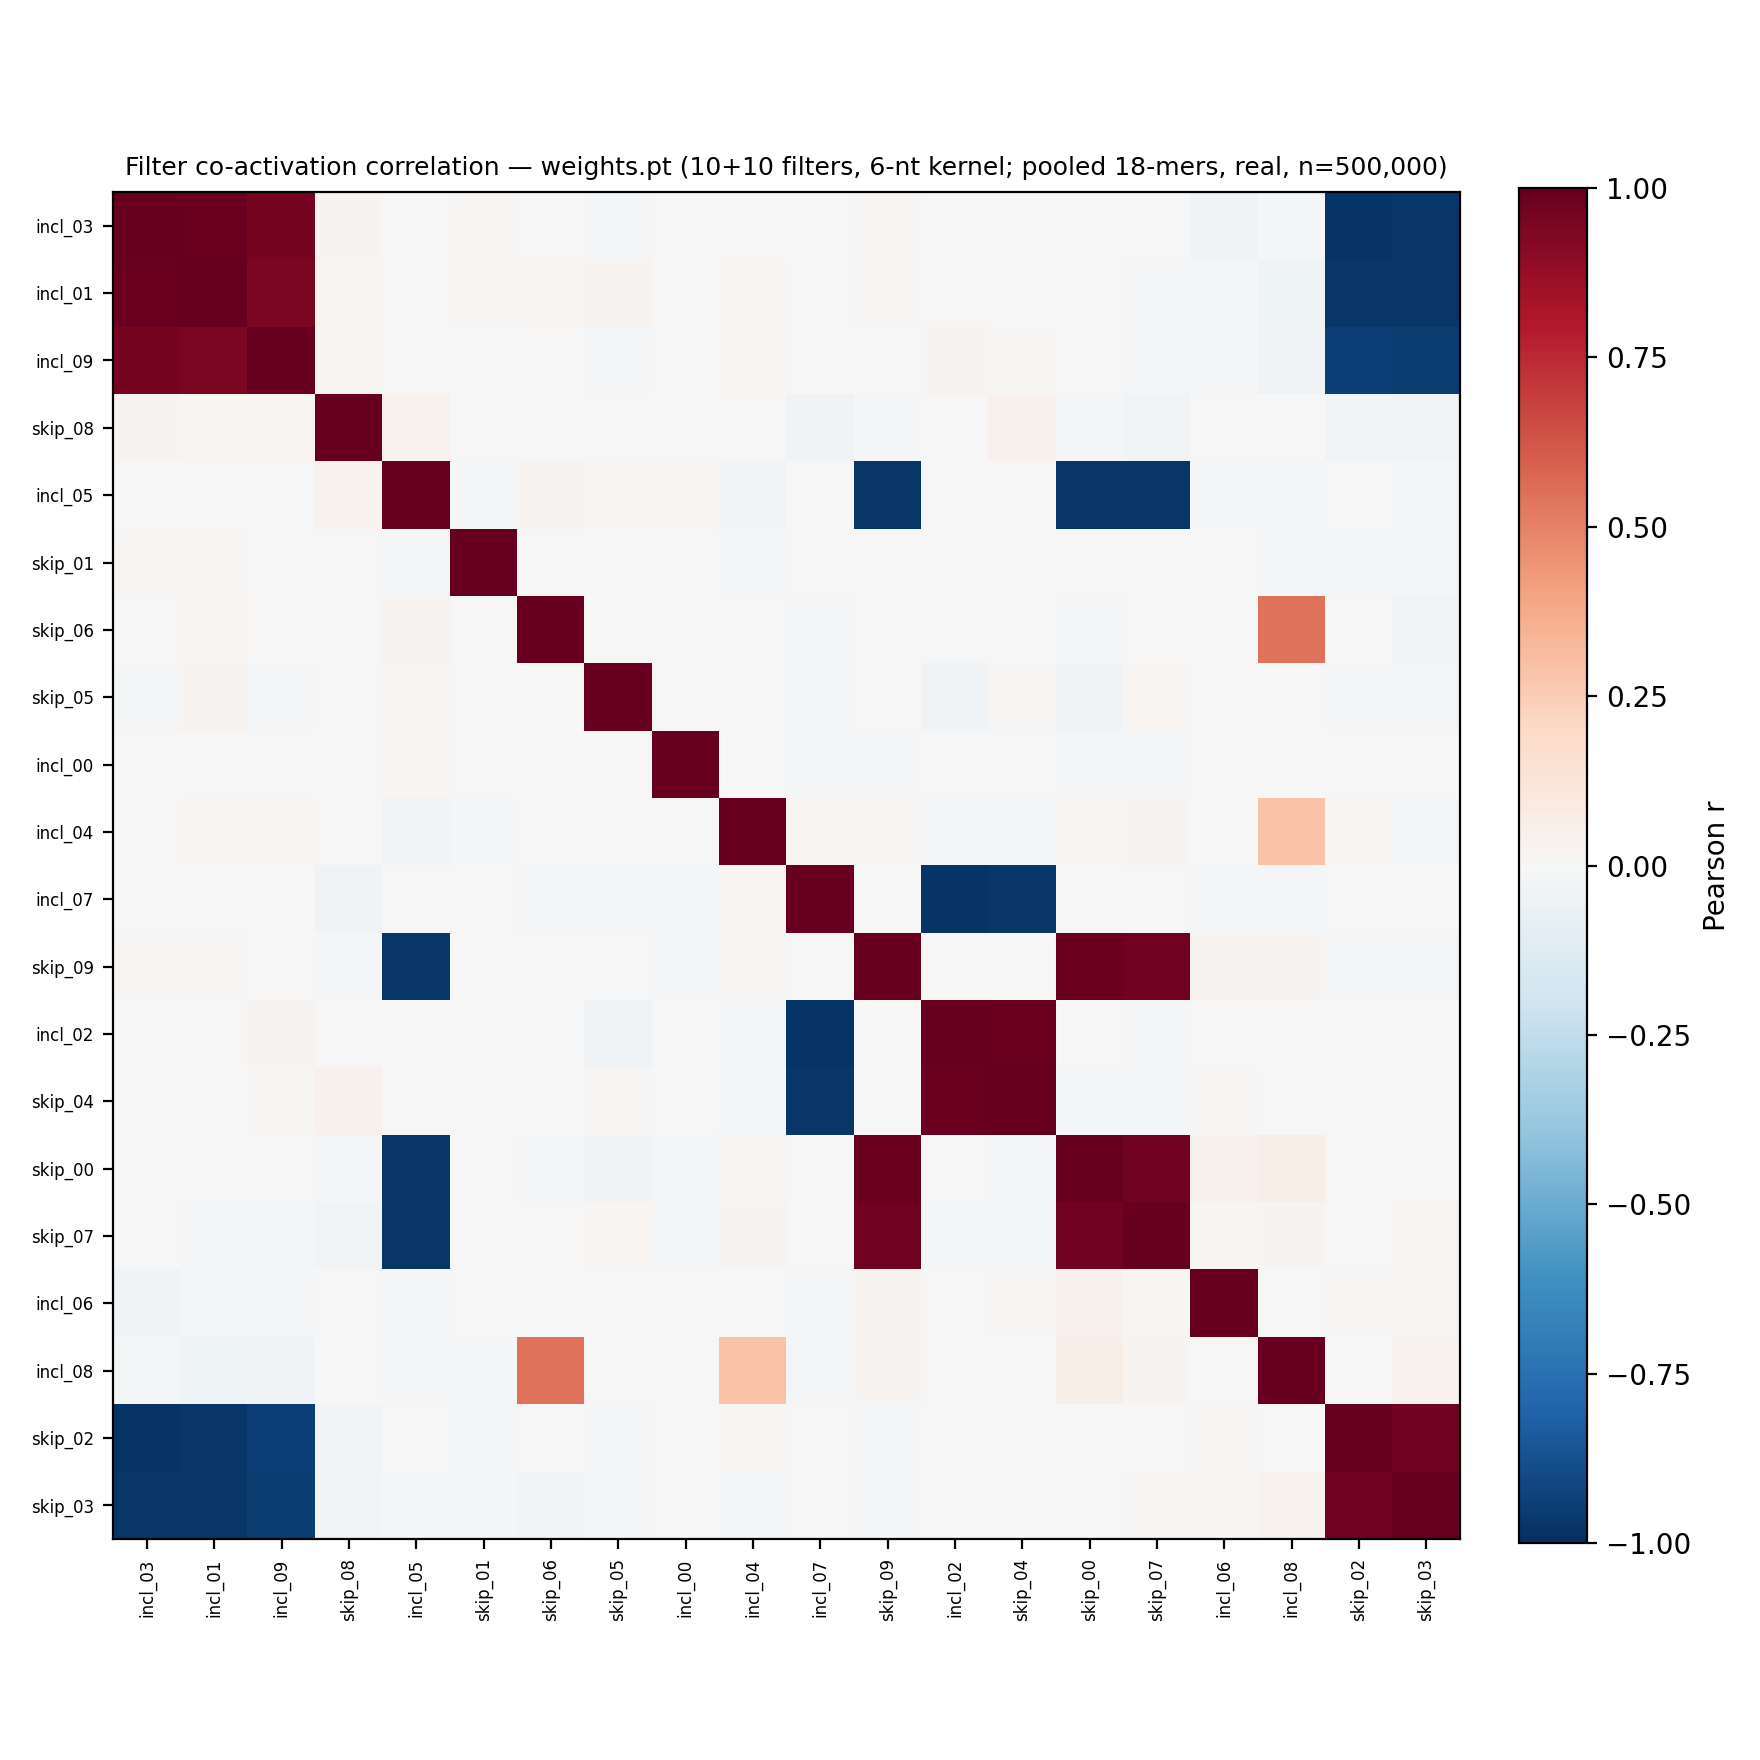 Filter co-activation correlation — weights.pt (10+10 filters, 6-nt kernel; pooled 18-mers, real, n=500,000)
incl_03
incl_01
incl_09
skip_08
incl_05
skip_01
skip_06
skip_05
incl_00
incl_04
incl_07
skip_09
incl_02
skip_04
skip_00
skip_07
incl_06
incl_08
skip_02
skip_03
incl_03
incl_01
incl_09
skip_08
incl_05
skip_01
skip_06
skip_05
incl_00
incl_04
incl_07
skip_09
incl_02
skip_04
skip_00
skip_07
incl_06
incl_08
skip_02
skip_03
1.00
0.75
0.50
0.25
0.00
−0.25
−0.50
−0.75
−1.00
Pearson r